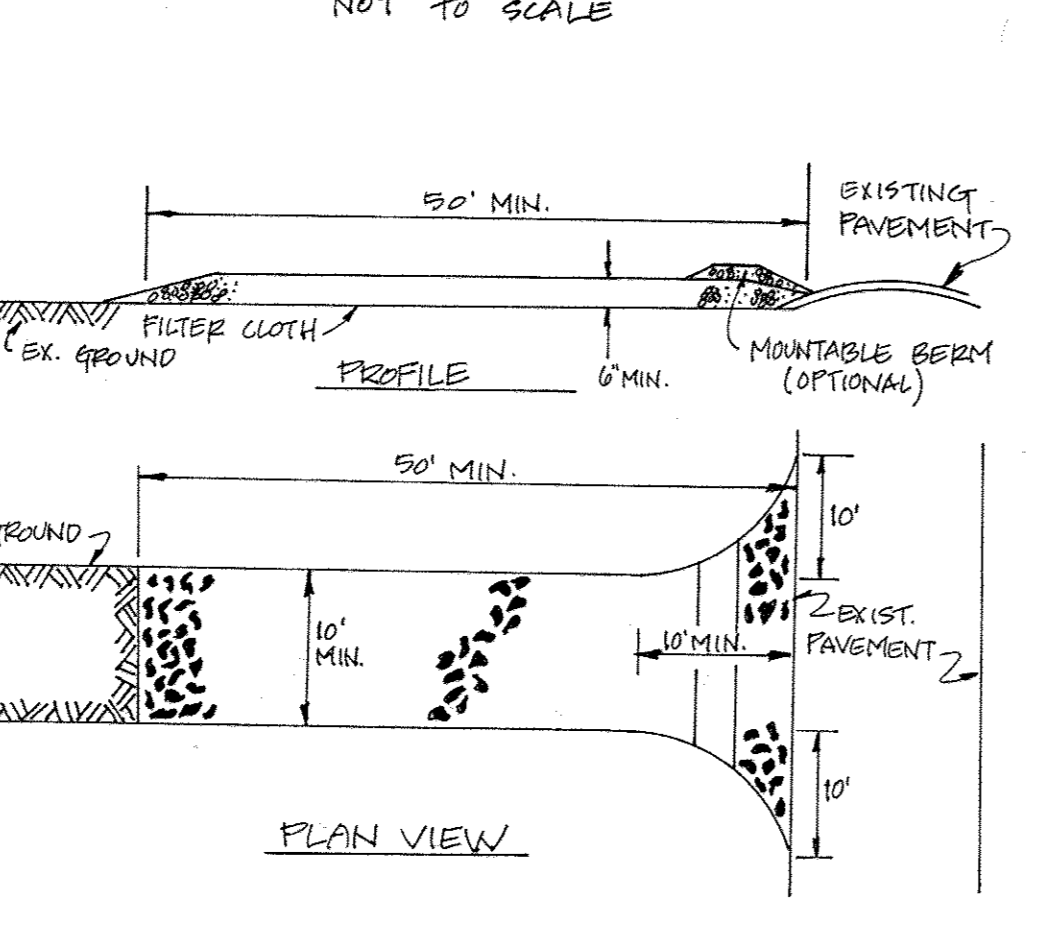 NOT TO SCALE
50' MIN.
EXISTING
PAVEMENT
FILTER CLOTH
EX. GROUND
PROFILE
6" MIN.
MOUNTABLE BERM
(OPTIONAL)
50' MIN.
10'
ROUND
10'
MIN.
10' MIN.
EXIST.
PAVEMENT
10'
PLAN VIEW